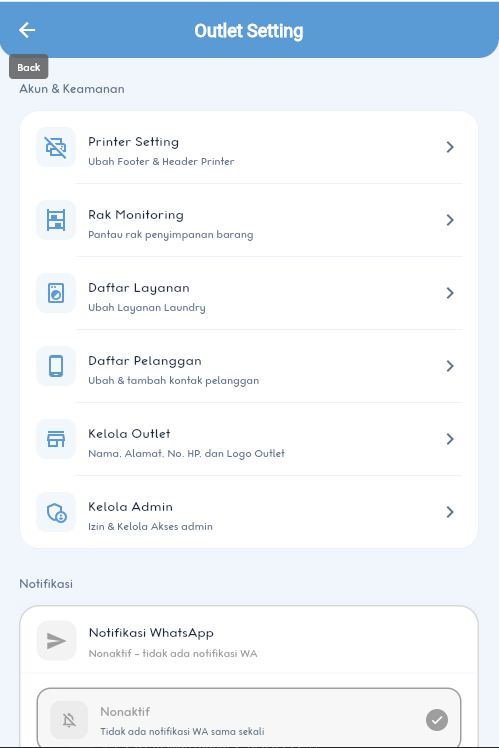 Outlet Setting
Back
Akun & Keamanan
Printer Setting
Ubah Footer & Header Printer
Rak Monitoring
Pantau rak penyimpanan barang
Daftar Layanan
Ubah Layanan Laundry
Daftar Pelanggan
Ubah & tambah kontak pelanggan
Kelola Outlet
Nama, Alamat, No. HP, dan Logo Outlet
Kelola Admin
Izin & Kelola Akses admin
Notifikasi
Notifikasi WhatsApp
Nonaktif – tidak ada notifikasi WA
Nonaktif
Tidak ada notifikasi WA sama sekali